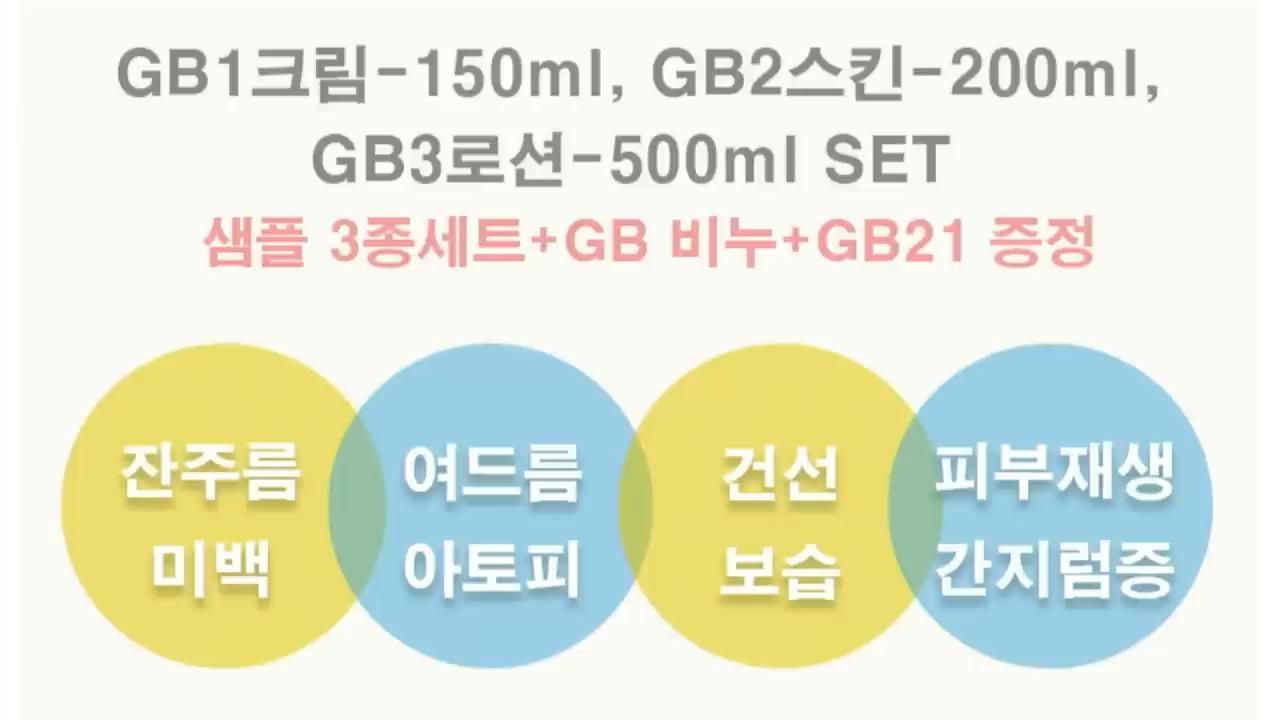 GB1크림-150ml, GB2스킨-200ml,
GB3로션-500ml SET
샘플 3종세트+GB 비누+GB21 증정
잔주름
미백
여드름
아토피
건선
보습
피부재생
간지럼증